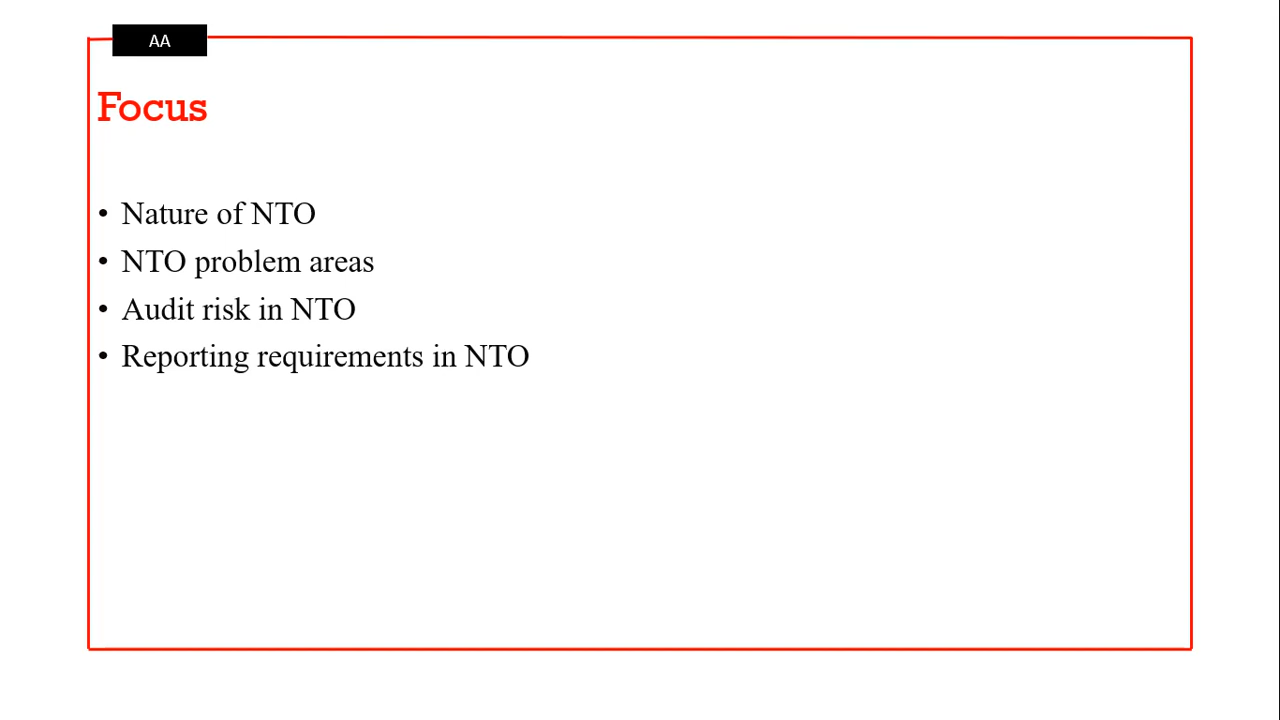 AA
Focus
• Nature of NTO
• NTO problem areas
• Audit risk in NTO
• Reporting requirements in NTO